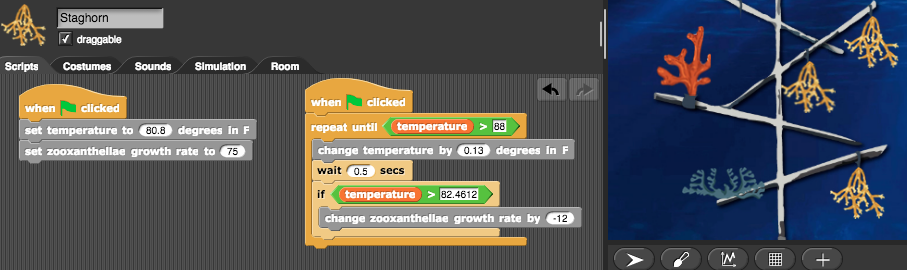 Staghorn
draggable
Scripts Costumes Sounds Simulation Room
when clicked
set temperature to 80.8 degrees in F
set zooxanthellae growth rate to 75
when clicked
repeat until temperature > 88
change temperature by 0.13 degrees in F
wait 0.5 secs
if temperature > 82.4612
change zooxanthellae growth rate by -12